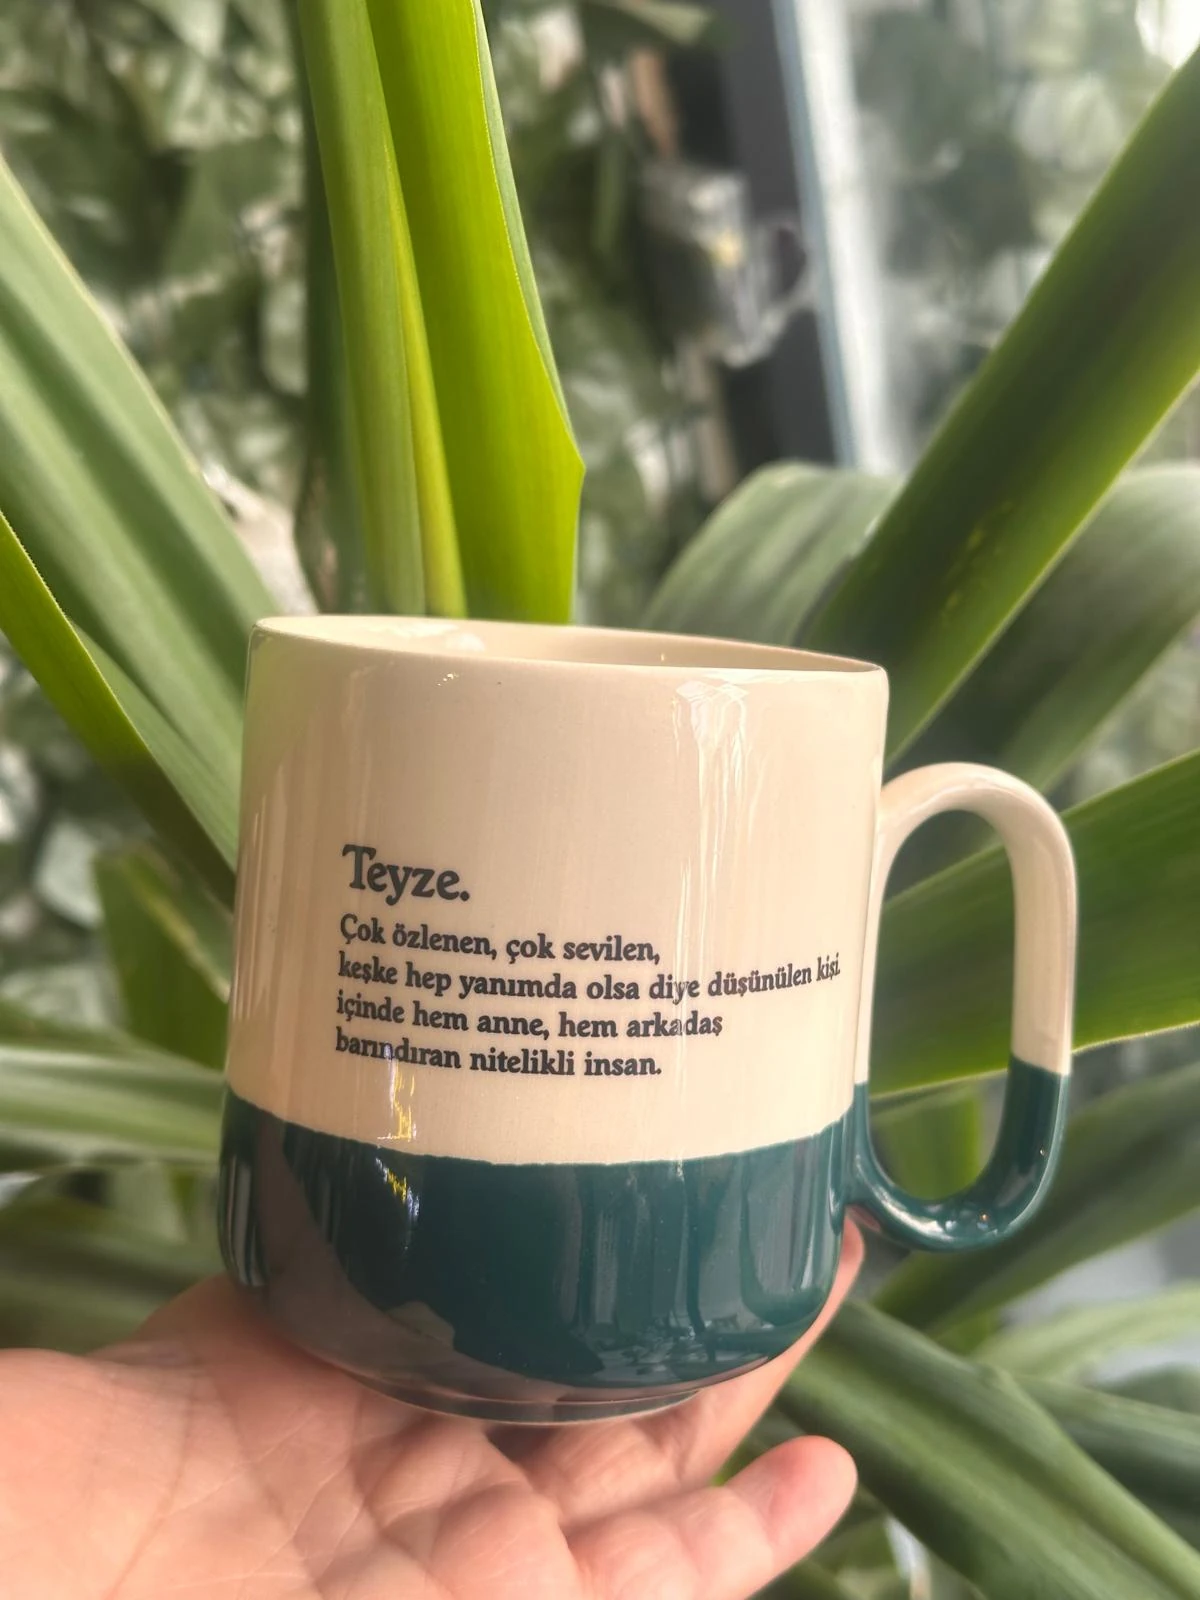 Teyze.
Çok özlenen, çok sevilen,
keşke hep yanımda olsa diye düşünülen kişi.
içinde hem anne, hem arkadaş
barındıran nitelikli insan.